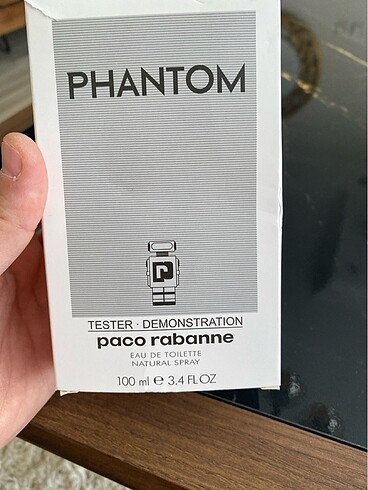 PHANTOM
P
TESTER · DEMONSTRATION
paco rabanne
EAU DE TOILETTE
NATURAL SPRAY
100 ml ℮ 3.4 FL OZ